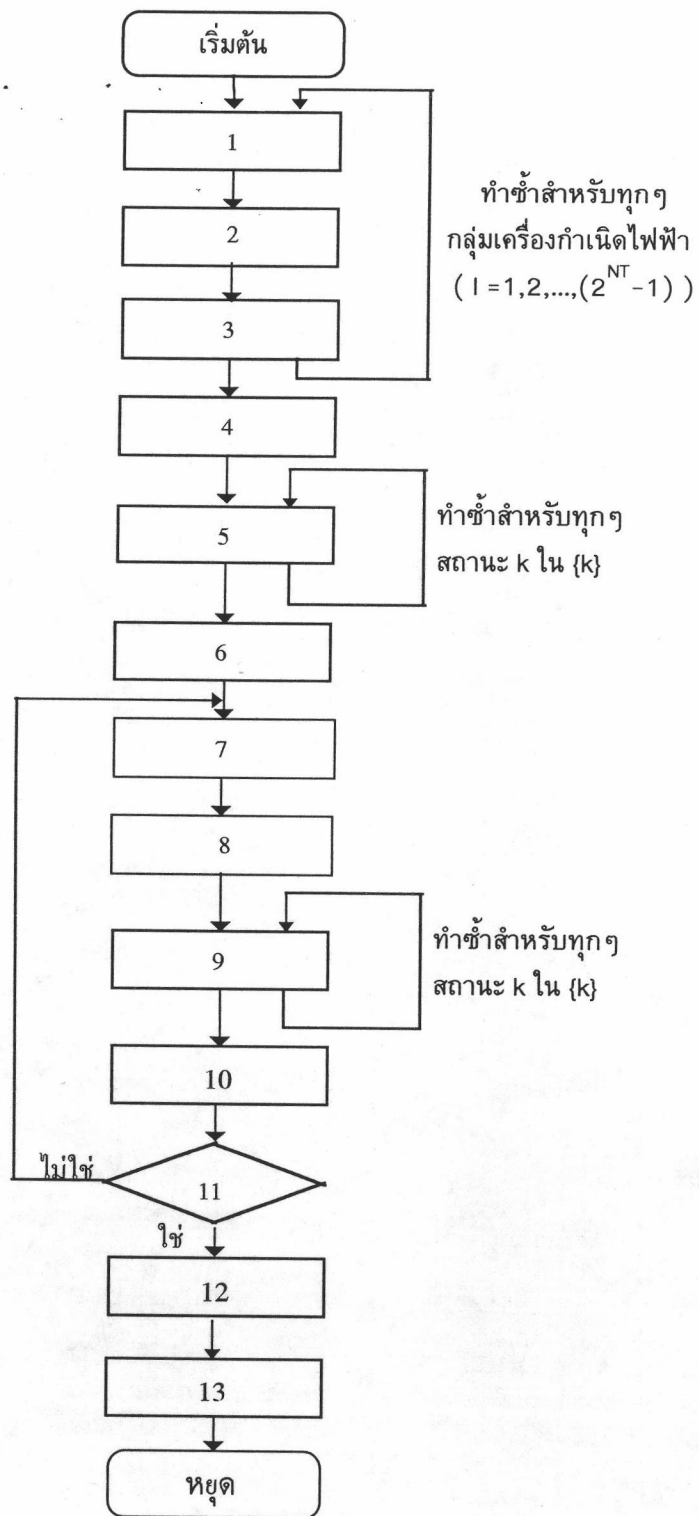 เริ่มต้น
1
ทำซ้ำสำหรับทุกๆ
กลุ่มเครื่องกำเนิดไฟฟ้า
( l =1,2,...,(2^NT -1) )
2
3
4
5
ทำซ้ำสำหรับทุกๆ
สถานะ k ใน {k}
6
7
8
9
ทำซ้ำสำหรับทุกๆ
สถานะ k ใน {k}
10
ไม่ใช่
11
ใช่
12
13
หยุด